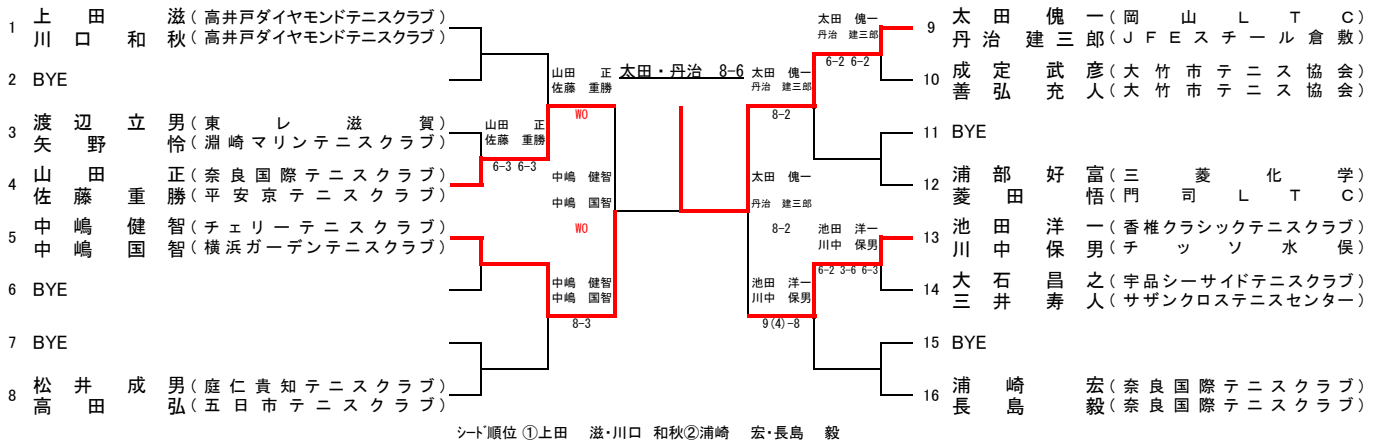 1 上田 滋 (高井戸ダイヤモンドテニスクラブ)
川口 和秋 (高井戸ダイヤモンドテニスクラブ)
2 BYE
3 渡辺立男 (東レ滋賀)
矢野 怜 (淵崎マリンテニスクラブ)
4 山田 正 (奈良国際テニスクラブ)
佐藤重勝 (平安京テニスクラブ)
5 中嶋健智 (チェリーテニスクラブ)
中嶋国智 (横浜ガーデンテニスクラブ)
6 BYE
7 BYE
8 松井成男 (庭仁貴知テニスクラブ)
高田 弘 (五日市テニスクラブ)
山田 正
佐藤 重勝
6-3 6-3
山田 正
佐藤 重勝
WO
中嶋 健智
中嶋 国智
WO
中嶋 健智
中嶋 国智
8-3
太田・丹治 8-6
太田 傀一
丹治 建三郎
6-2 6-2
太田 傀一
丹治 建三郎
8-2
太田 傀一
丹治 建三郎
8-2
池田 洋一
川中 保男
6-2 3-6 6-3
池田 洋一
川中 保男
9(4)-8
9 太田傀一 (岡山LTC)
丹治建三郎 (JFEスチール倉敷)
10 成定武彦 (大竹市テニス協会)
善弘充人 (大竹市テニス協会)
11 BYE
12 浦部好富 (三菱化学)
菱田 悟 (門司LTC)
13 池田洋一 (香椎クラシックテニスクラブ)
川中保男 (チッソ水俣)
14 大石昌之 (宇品シーサイドテニスクラブ)
三井寿人 (サザンクロステニスセンター)
15 BYE
16 浦崎 宏 (奈良国際テニスクラブ)
長島 毅 (奈良国際テニスクラブ)
シード順位 ①上田 滋・川口 和秋②浦崎 宏・長島 毅